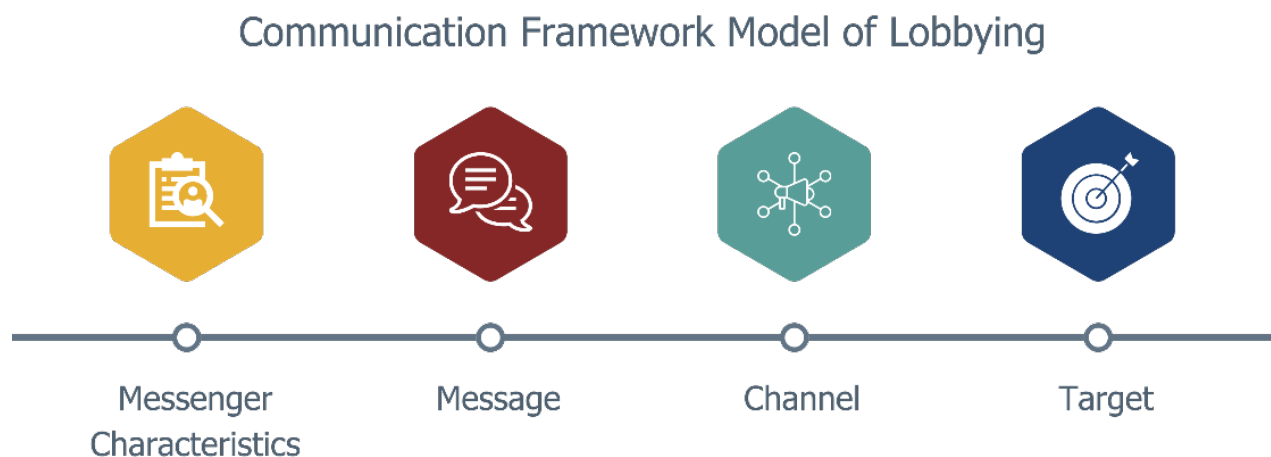 Communication Framework Model of Lobbying
Messenger
Characteristics
Message
Channel
Target